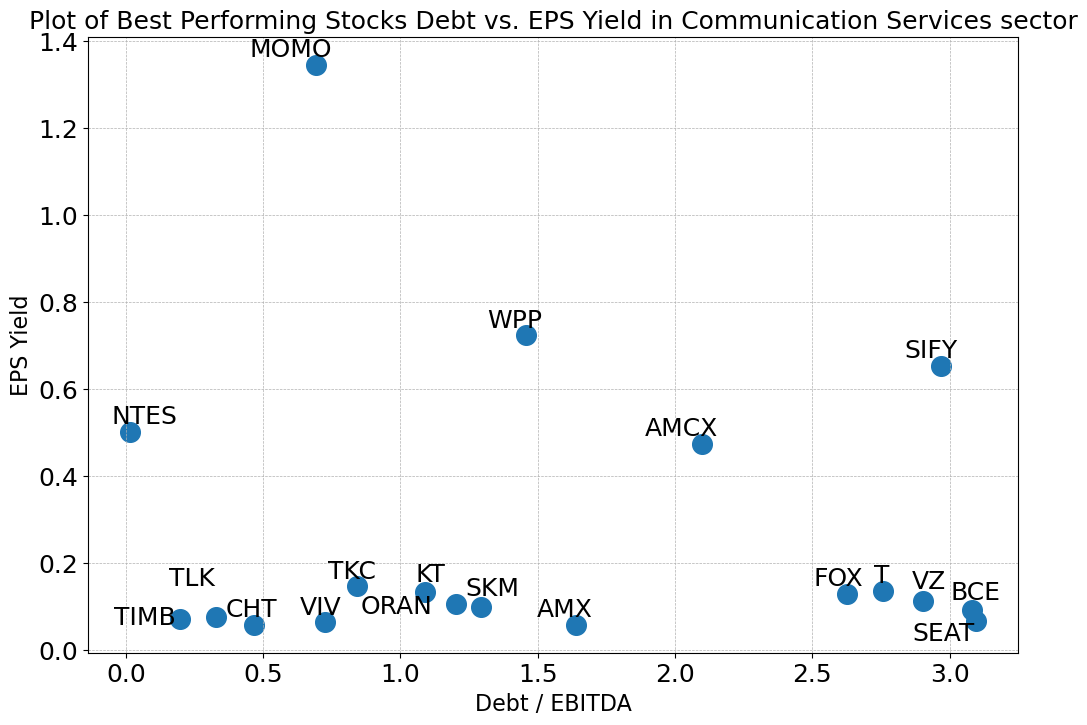 Plot of Best Performing Stocks Debt vs. EPS Yield in Communication Services sector
1.4
MOMO
1.2
1.0
0.8
WPP
SIFY
0.6
EPS Yield
NTES
AMCX
0.4
0.2
TLK
TKC
KT
SKM
FOX
T
VZ
BCE
TIMB
CHT
VIV
ORAN
AMX
SEAT
0.0
0.0 0.5 1.0 1.5 2.0 2.5 3.0
Debt / EBITDA